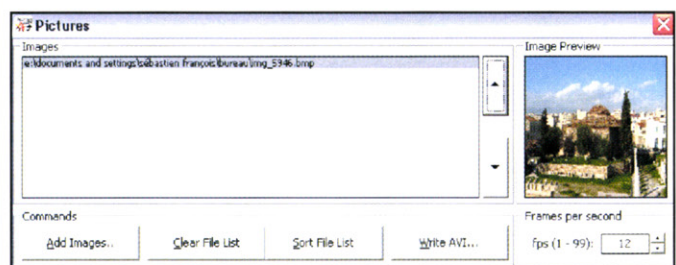 Pictures
Images
e:\documents and settings\sébastien françois\bureau\img_5946.bmp
Image Preview
Commands
Add Images..
Clear File List
Sort File List
Write AVI...
Frames per second
fps (1 - 99): 12